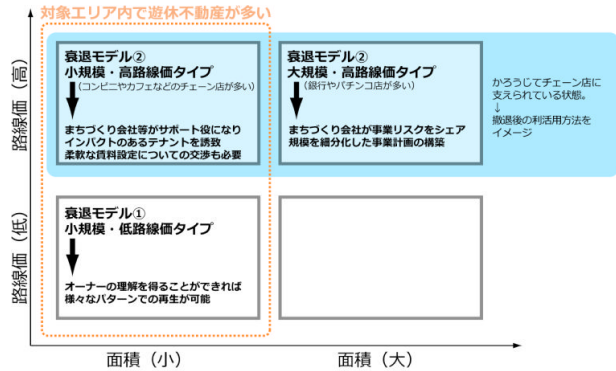 対象エリア内で遊休不動産が多い
路線価（高）
衰退モデル②
小規模・高路線価タイプ
（コンビニやカフェなどのチェーン店が多い）
まちづくり会社等がサポート役になり
インパクトのあるテナントを誘致
柔軟な賃料設定についての交渉も必要
衰退モデル②
大規模・高路線価タイプ
（銀行やパチンコ店が多い）
まちづくり会社が事業リスクをシェア
規模を細分化した事業計画の構築
かろうじてチェーン店に
支えられている状態。
↓
撤退後の利活用方法を
イメージ
路線価（低）
衰退モデル①
小規模・低路線価タイプ
オーナーの理解を得ることができれば
様々なパターンでの再生が可能
面積（小）
面積（大）